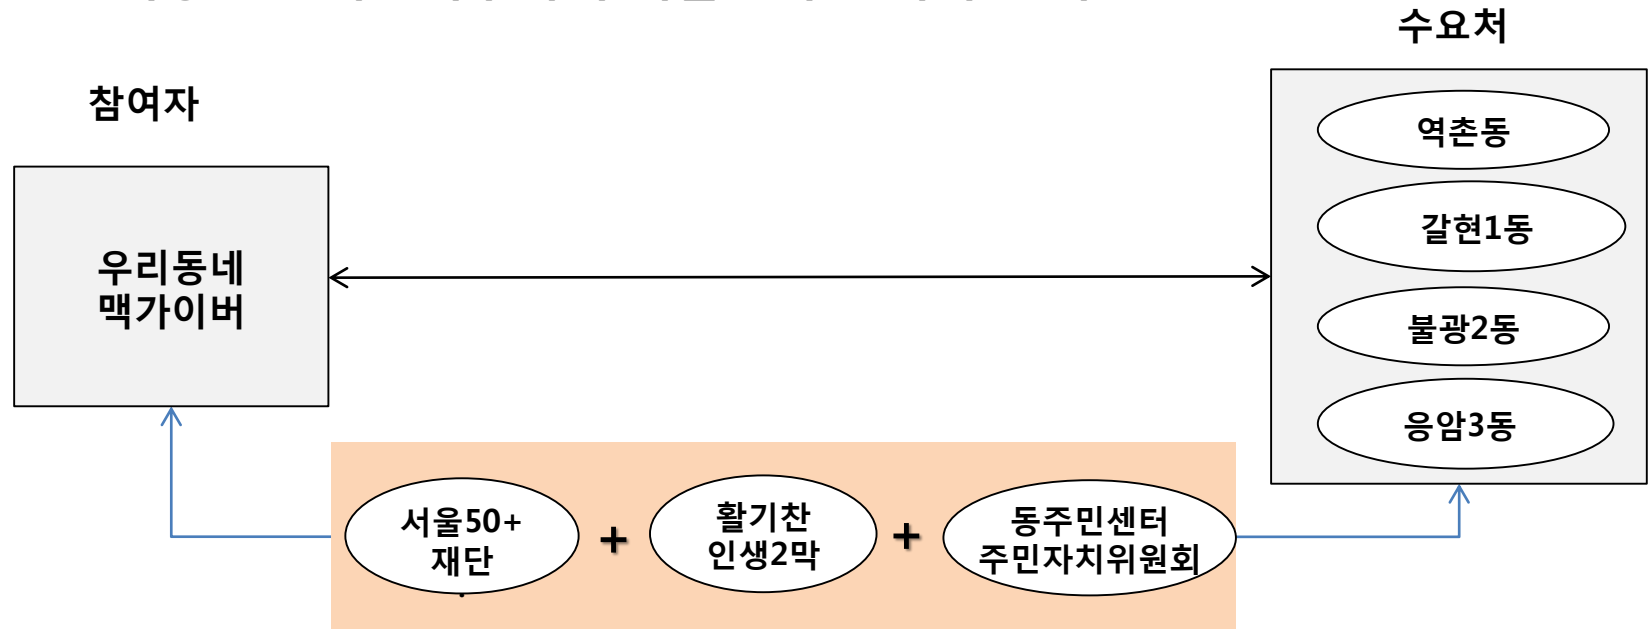 수요처
참여자
역촌동
갈현1동
우리동네
맥가이버
불광2동
응암3동
서울50+
재단
+
활기찬
인생2막
+
동주민센터
주민자치위원회